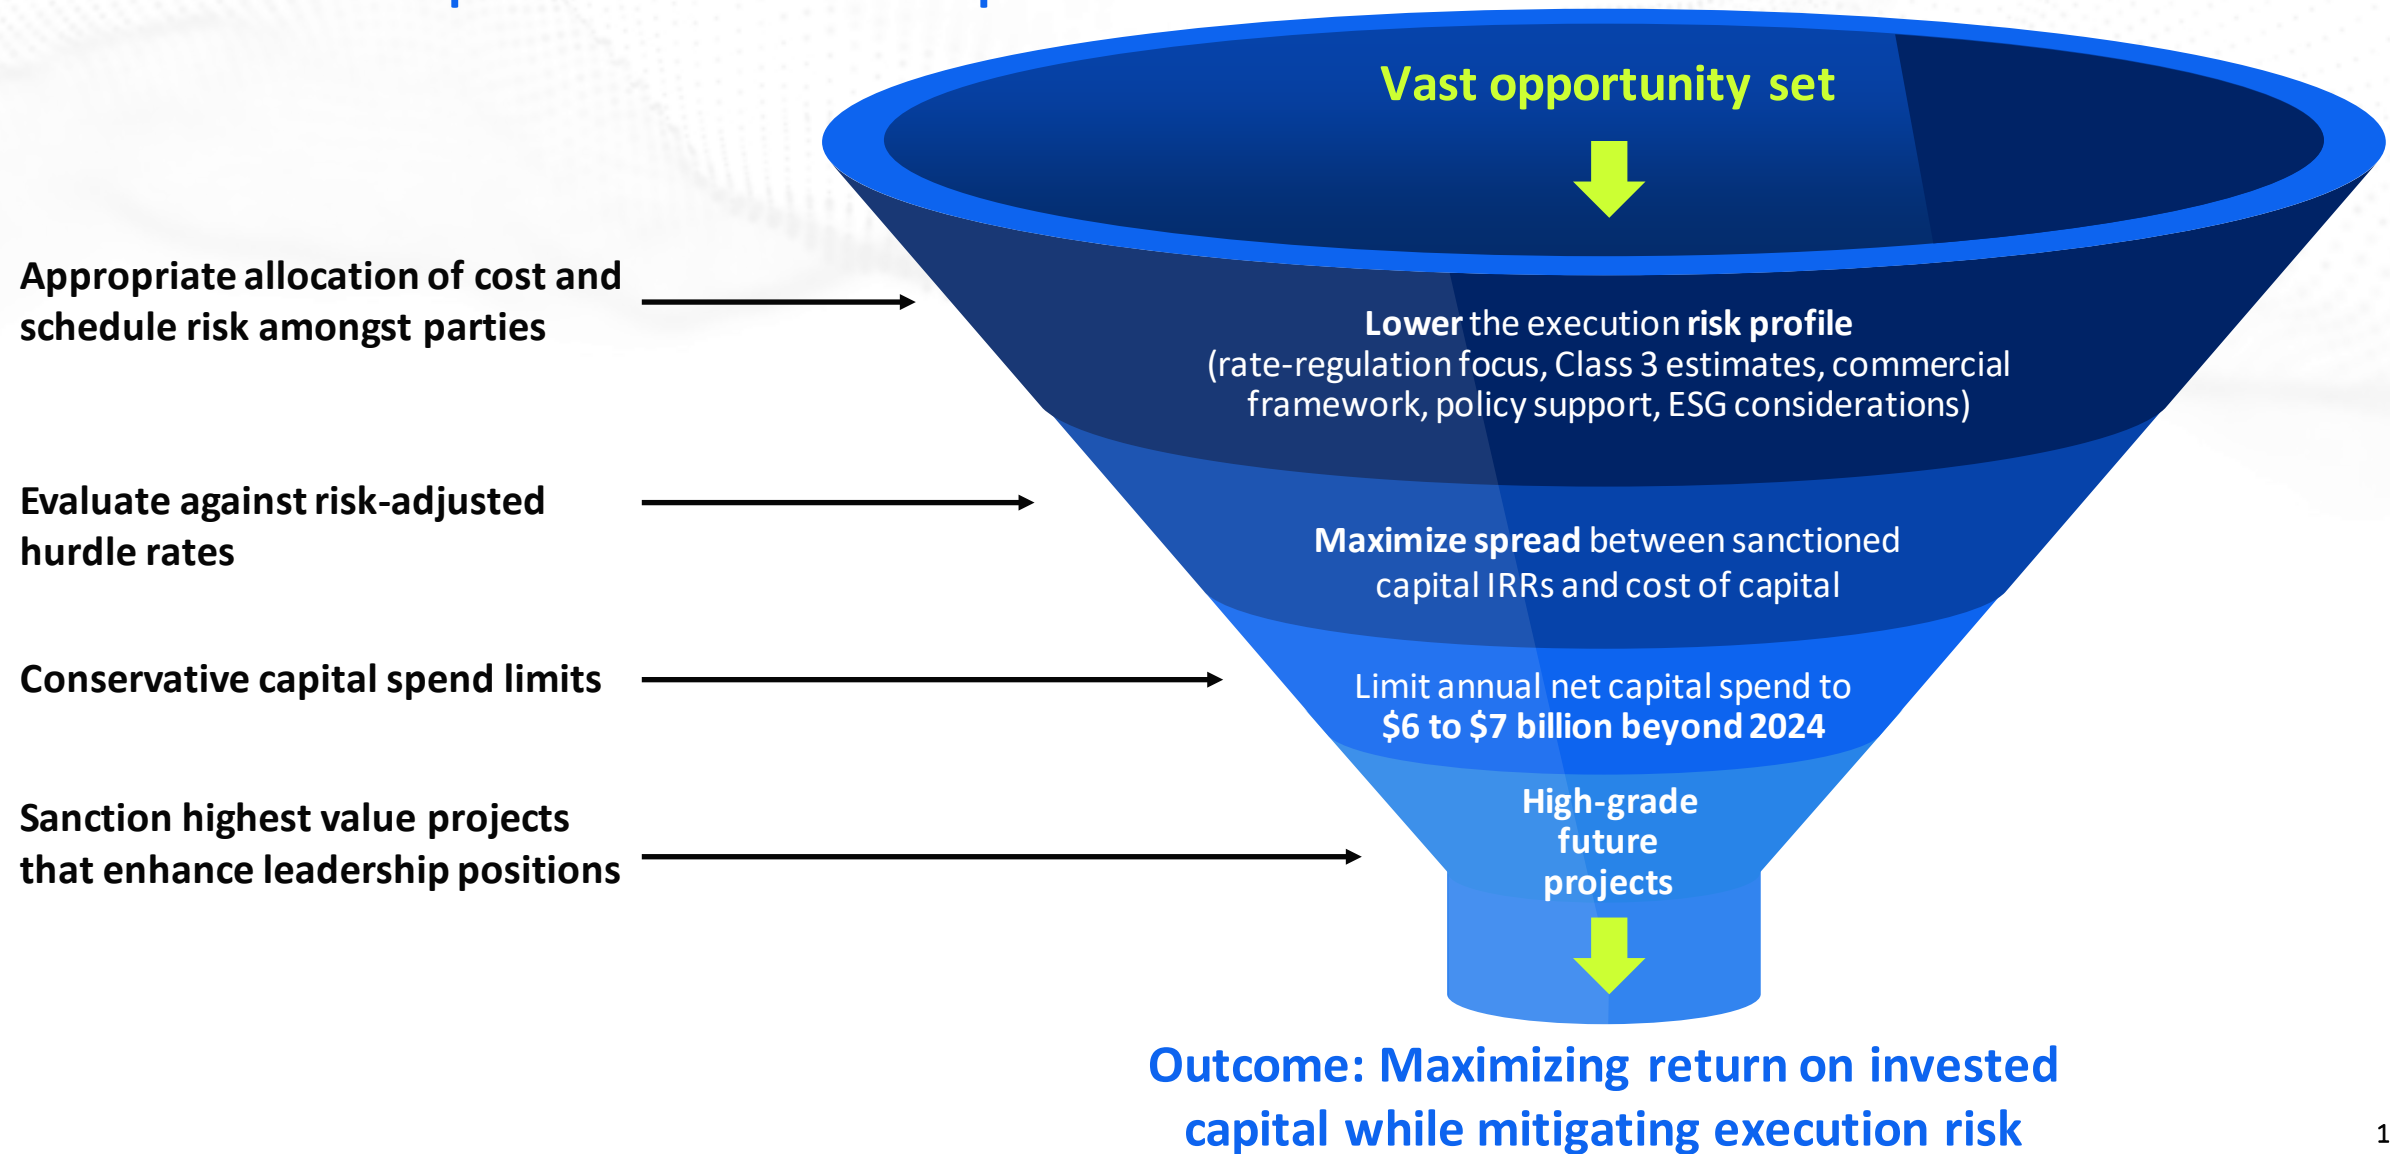 Vast opportunity set
Appropriate allocation of cost and
schedule risk amongst parties
Lower the execution risk profile
(rate-regulation focus, Class 3 estimates, commercial
framework, policy support, ESG considerations)
Evaluate against risk-adjusted
hurdle rates
Maximize spread between sanctioned
capital IRRs and cost of capital
Conservative capital spend limits
Limit annual net capital spend to
$6 to $7 billion beyond 2024
Sanction highest value projects
that enhance leadership positions
High-grade
future
projects
Outcome: Maximizing return on invested
capital while mitigating execution risk
1